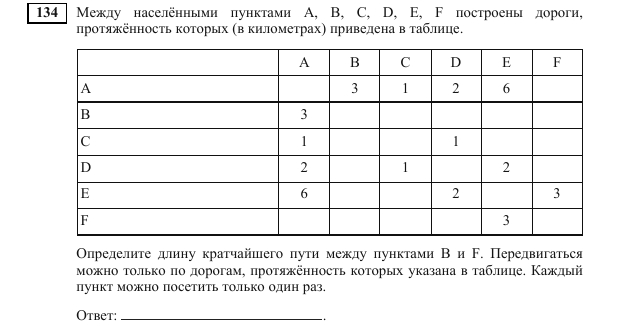 134 Между населёнными пунктами A, B, C, D, E, F построены дороги,
протяжённость которых (в километрах) приведена в таблице.
A B C D E F
A 3 1 2 6
B 3
C 1 1
D 2 1 2
E 6 2 3
F 3
Определите длину кратчайшего пути между пунктами B и F. Передвигаться
можно только по дорогам, протяжённость которых указана в таблице. Каждый
пункт можно посетить только один раз.
Ответ: ______________________.